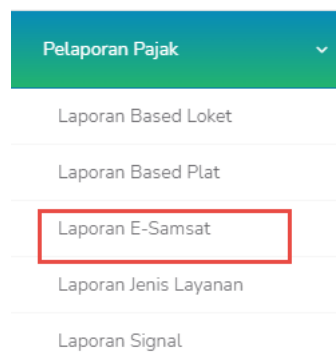 Pelaporan Pajak
Laporan Based Loket
Laporan Based Plat
Laporan E-Samsat
Laporan Jenis Layanan
Laporan Signal